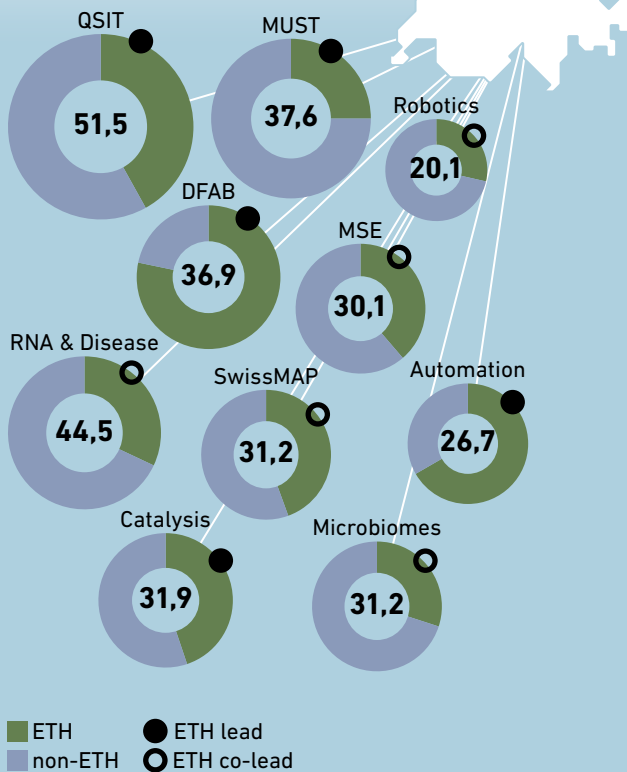 QSIT
51,5
MUST
37,6
Robotics
20,1
DFAB
36,9
MSE
30,1
RNA & Disease
44,5
SwissMAP
31,2
Automation
26,7
Catalysis
31,9
Microbiomes
31,2
ETH
ETH lead
non-ETH
ETH co-lead